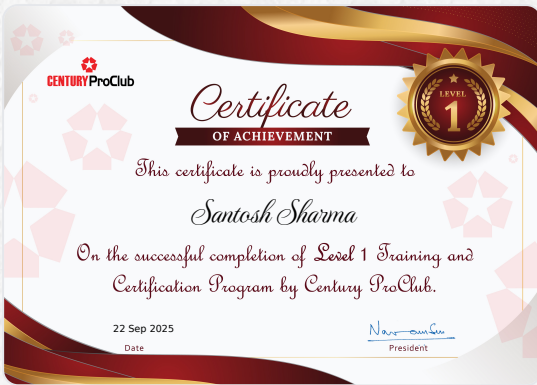 CENTURY ProClub
LEVEL
1
Certificate
OF ACHIEVEMENT
This certificate is proudly presented to
Santosh Sharma
On the successful completion of Level 1 Training and
Certification Program by Century ProClub.
22 Sep 2025
Date
President